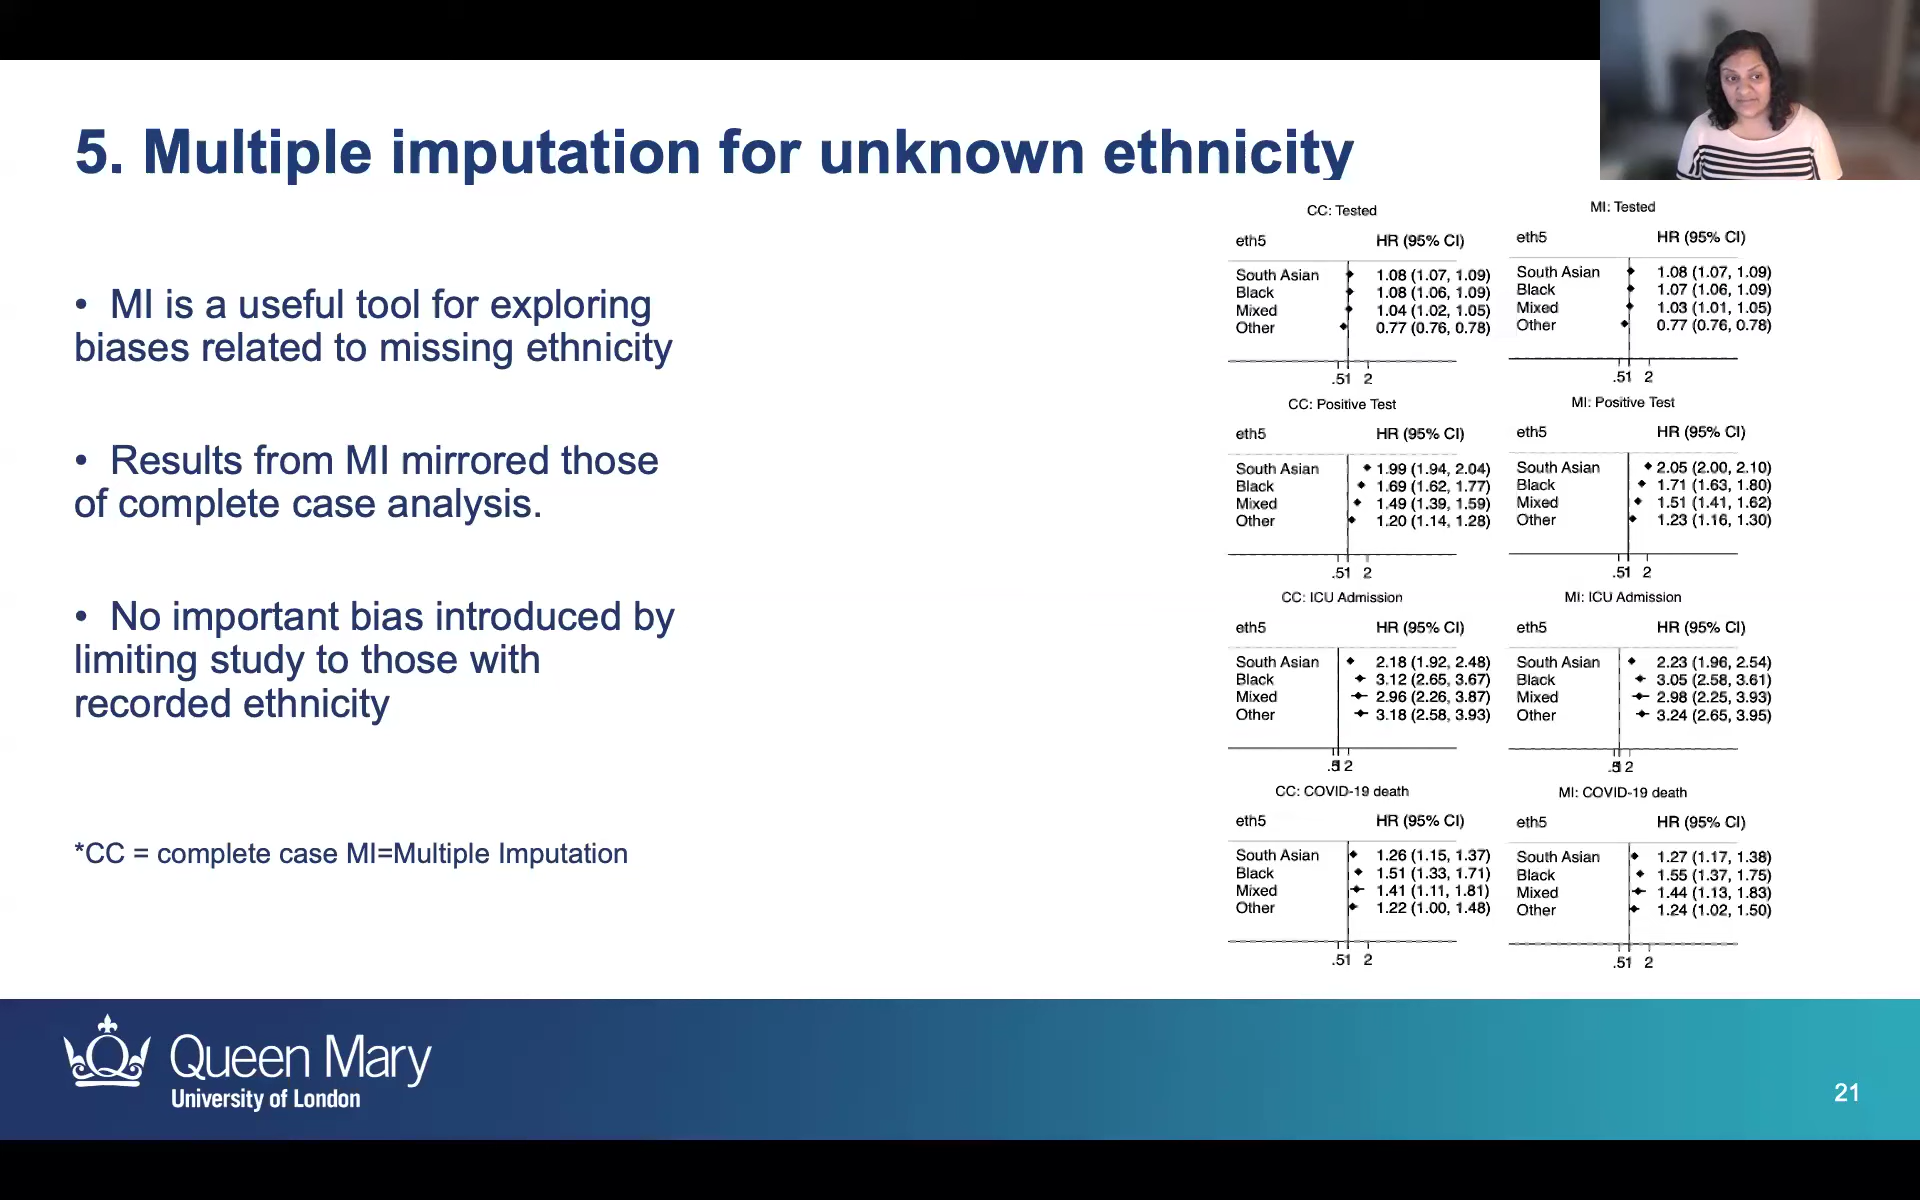 5. Multiple imputation for unknown ethnicity
• MI is a useful tool for exploring
biases related to missing ethnicity
• Results from MI mirrored those
of complete case analysis.
• No important bias introduced by
limiting study to those with
recorded ethnicity
*CC = complete case MI=Multiple Imputation
CC: Tested
eth5 HR (95% CI)
South Asian 1.08 (1.07, 1.09)
Black 1.08 (1.06, 1.09)
Mixed 1.04 (1.02, 1.05)
Other 0.77 (0.76, 0.78)
.51 2
MI: Tested
eth5 HR (95% CI)
South Asian 1.08 (1.07, 1.09)
Black 1.07 (1.06, 1.09)
Mixed 1.03 (1.01, 1.05)
Other 0.77 (0.76, 0.78)
.51 2
CC: Positive Test
eth5 HR (95% CI)
South Asian 1.99 (1.94, 2.04)
Black 1.69 (1.62, 1.77)
Mixed 1.49 (1.39, 1.59)
Other 1.20 (1.14, 1.28)
.51 2
MI: Positive Test
eth5 HR (95% CI)
South Asian 2.05 (2.00, 2.10)
Black 1.71 (1.63, 1.80)
Mixed 1.51 (1.41, 1.62)
Other 1.23 (1.16, 1.30)
.51 2
CC: ICU Admission
eth5 HR (95% CI)
South Asian 2.18 (1.92, 2.48)
Black 3.12 (2.65, 3.67)
Mixed 2.96 (2.26, 3.87)
Other 3.18 (2.58, 3.93)
.51 2
MI: ICU Admission
eth5 HR (95% CI)
South Asian 2.23 (1.96, 2.54)
Black 3.05 (2.58, 3.61)
Mixed 2.98 (2.25, 3.93)
Other 3.24 (2.65, 3.95)
.51 2
CC: COVID-19 death
eth5 HR (95% CI)
South Asian 1.26 (1.15, 1.37)
Black 1.51 (1.33, 1.71)
Mixed 1.41 (1.11, 1.81)
Other 1.22 (1.00, 1.48)
.51 2
MI: COVID-19 death
eth5 HR (95% CI)
South Asian 1.27 (1.17, 1.38)
Black 1.55 (1.37, 1.75)
Mixed 1.44 (1.13, 1.83)
Other 1.24 (1.02, 1.50)
.51 2
Queen Mary
University of London
21